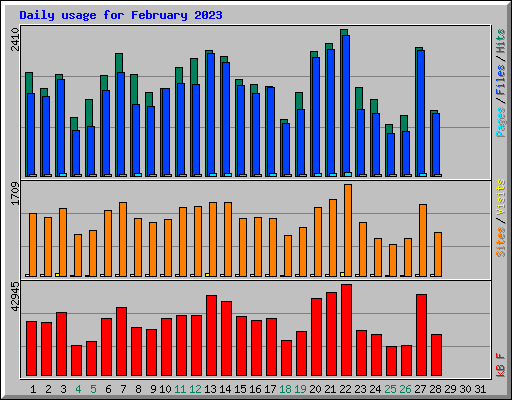 Daily usage for February 2023
2410
Pages / Files / Hits
1709
Sites / Visits
42945
kB F
1 2 3 4 5 6 7 8 9 10 11 12 13 14 15 16 17 18 19 20 21 22 23 24 25 26 27 28 29 30 31